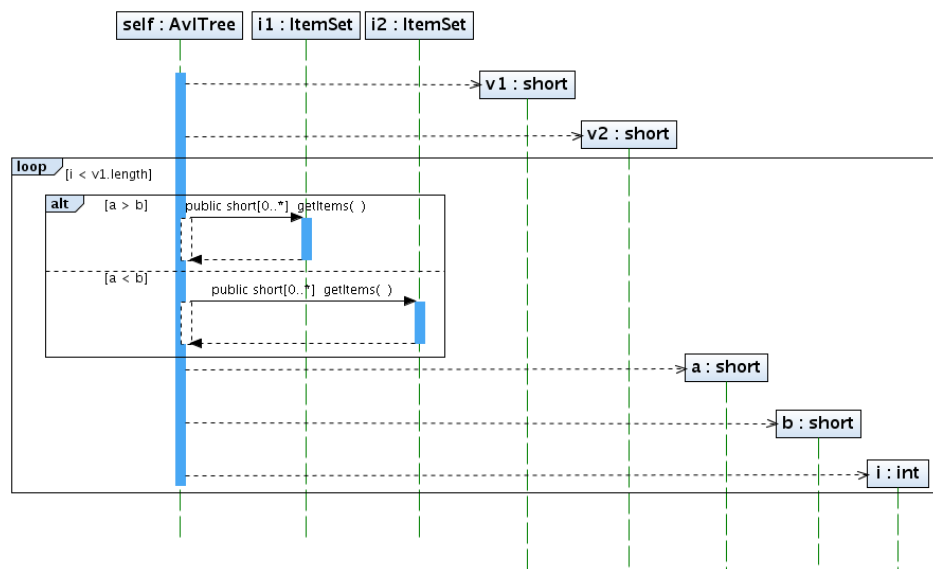 self : AvlTree
i1 : ItemSet
i2 : ItemSet
v1 : short
v2 : short
loop
[i < v1.length]
alt
[a > b]
public short[0..*] getItems( )
[a < b]
public short[0..*] getItems( )
a : short
b : short
i : int